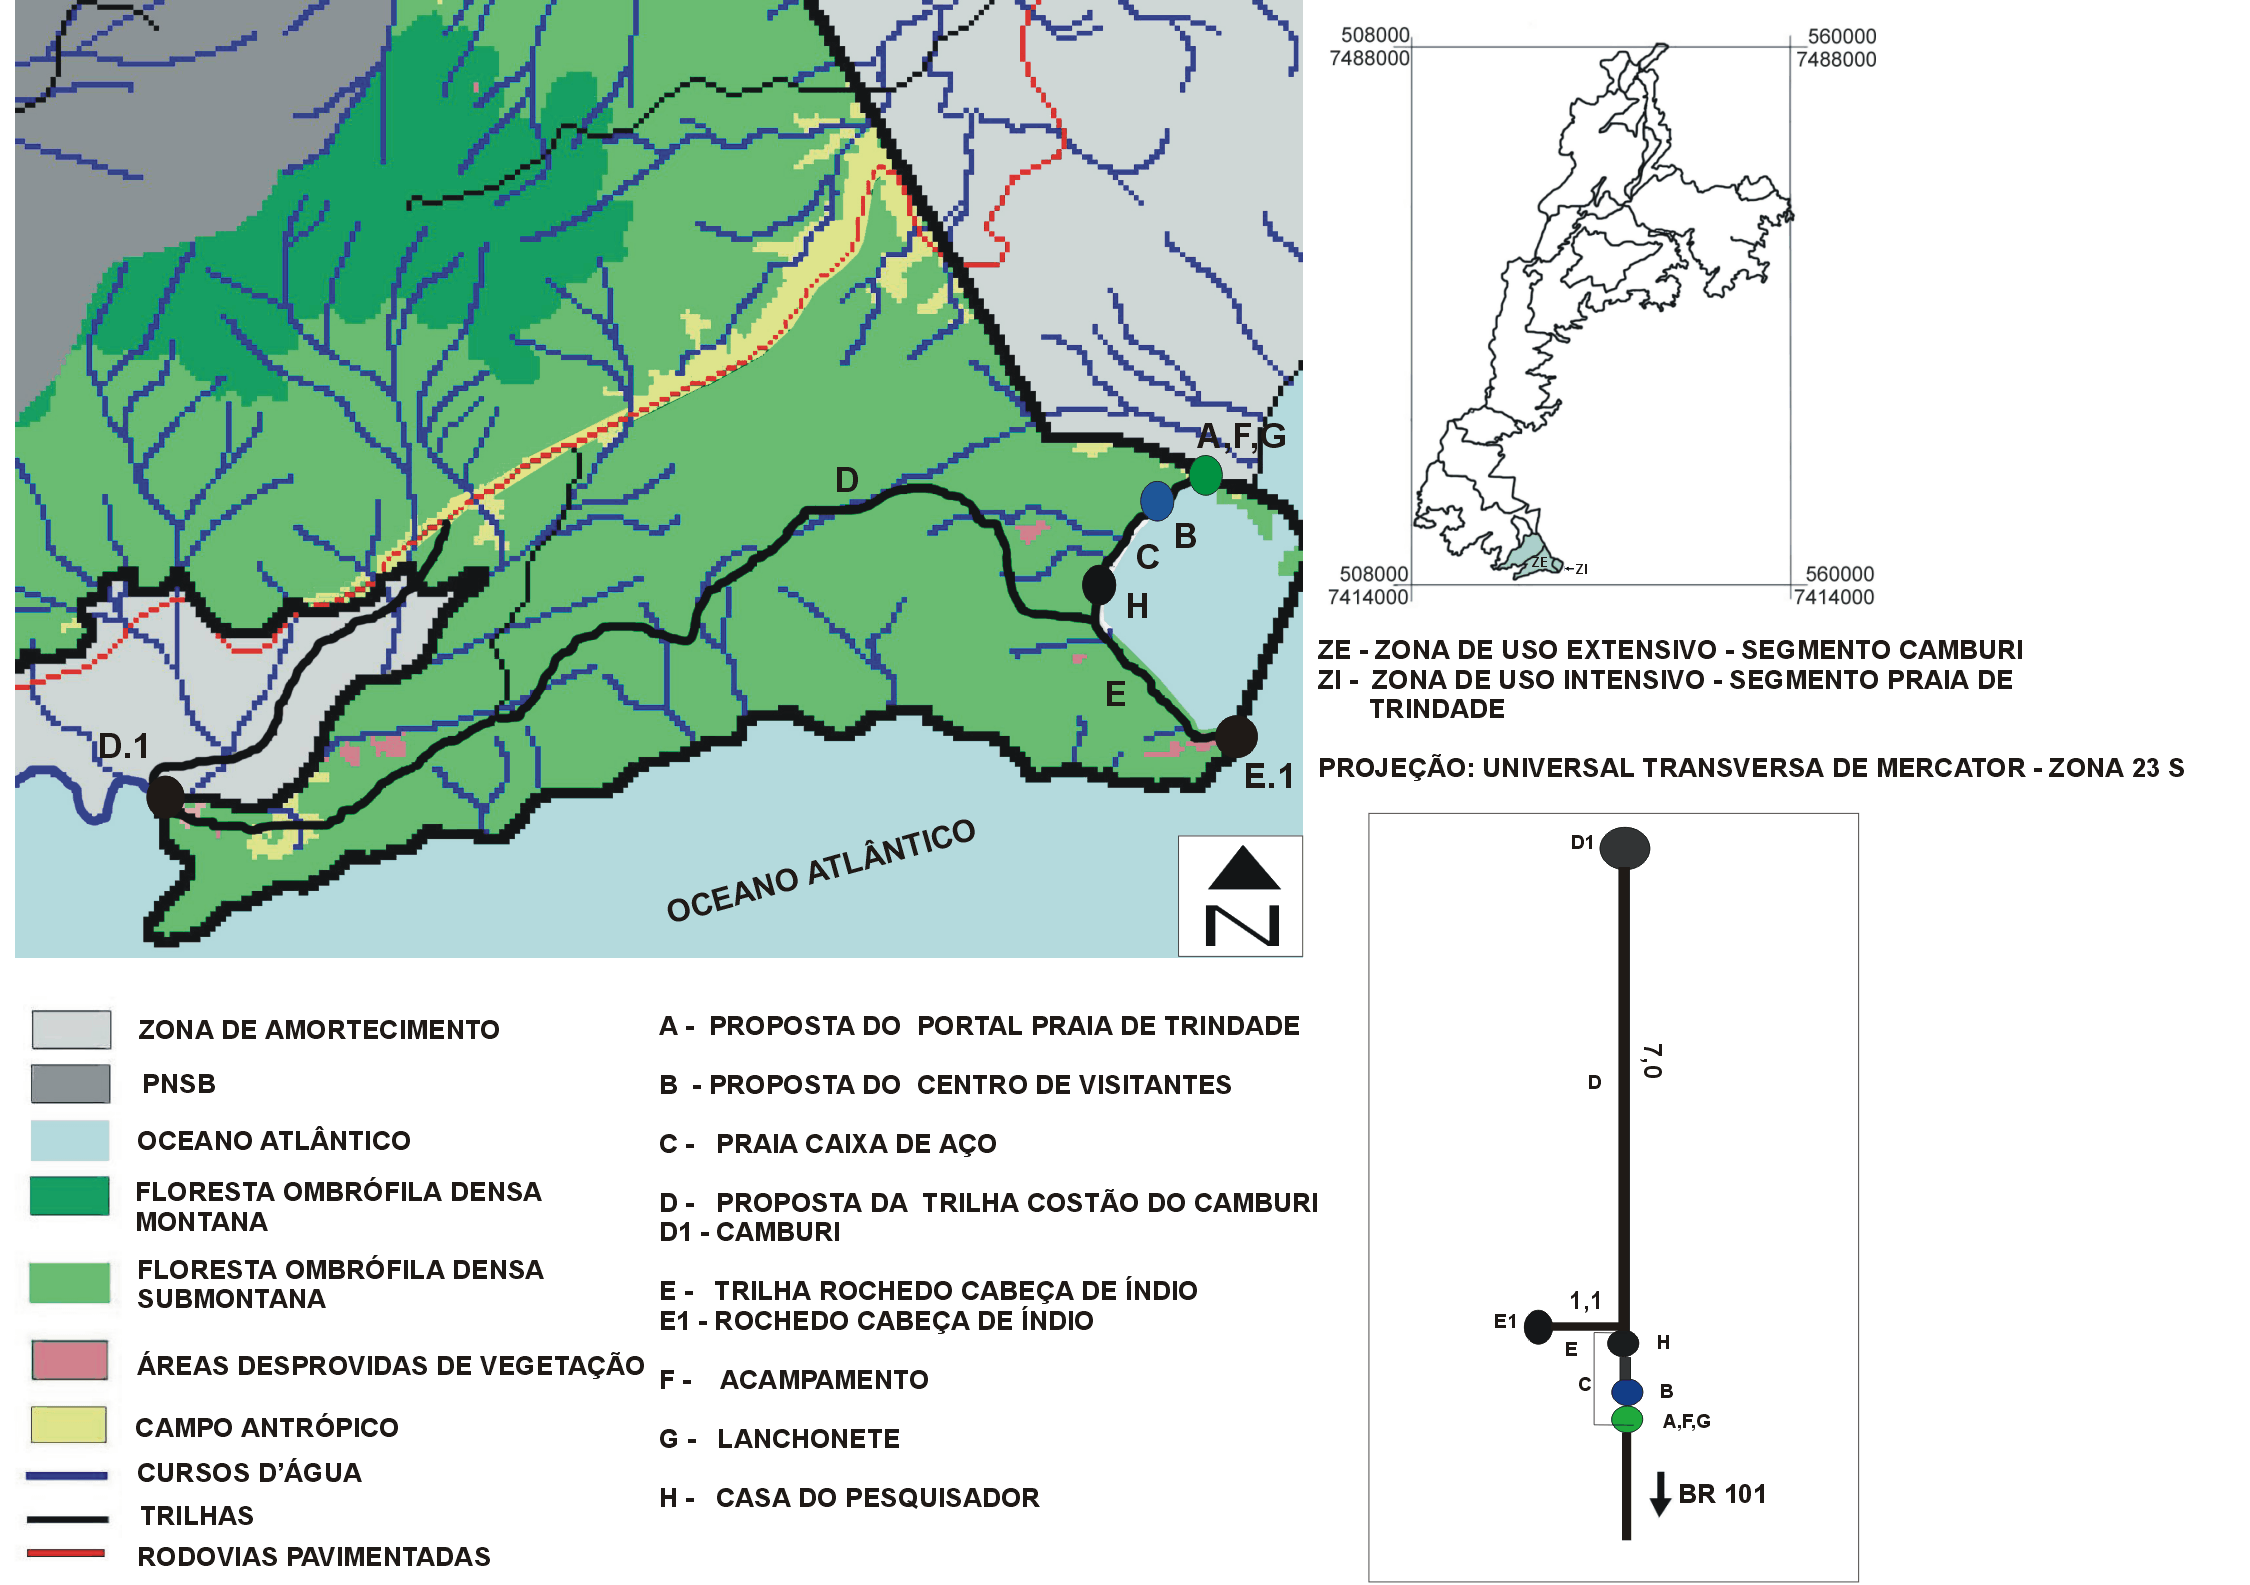 A,F,G
D
B
C
H
E
D.1
E.1
OCEANO ATLÂNTICO
N
508000
7488000
560000
7488000
ZE
ZI
508000
7414000
560000
7414000
ZE - ZONA DE USO EXTENSIVO - SEGMENTO CAMBURI
ZI - ZONA DE USO INTENSIVO - SEGMENTO PRAIA DE
TRINDADE
PROJEÇÃO: UNIVERSAL TRANSVERSA DE MERCATOR - ZONA 23 S
ZONA DE AMORTECIMENTO
PNSB
OCEANO ATLÂNTICO
FLORESTA OMBRÓFILA DENSA
MONTANA
FLORESTA OMBRÓFILA DENSA
SUBMONTANA
ÁREAS DESPROVIDAS DE VEGETAÇÃO
CAMPO ANTRÓPICO
CURSOS D'ÁGUA
TRILHAS
RODOVIAS PAVIMENTADAS
A - PROPOSTA DO PORTAL PRAIA DE TRINDADE
B - PROPOSTA DO CENTRO DE VISITANTES
C - PRAIA CAIXA DE AÇO
D - PROPOSTA DA TRILHA COSTÃO DO CAMBURI
D1 - CAMBURI
E - TRILHA ROCHEDO CABEÇA DE ÍNDIO
E1 - ROCHEDO CABEÇA DE ÍNDIO
F - ACAMPAMENTO
G - LANCHONETE
H - CASA DO PESQUISADOR
D1
7,0
D
1,1
E1
H
E
C
B
A,F,G
BR 101